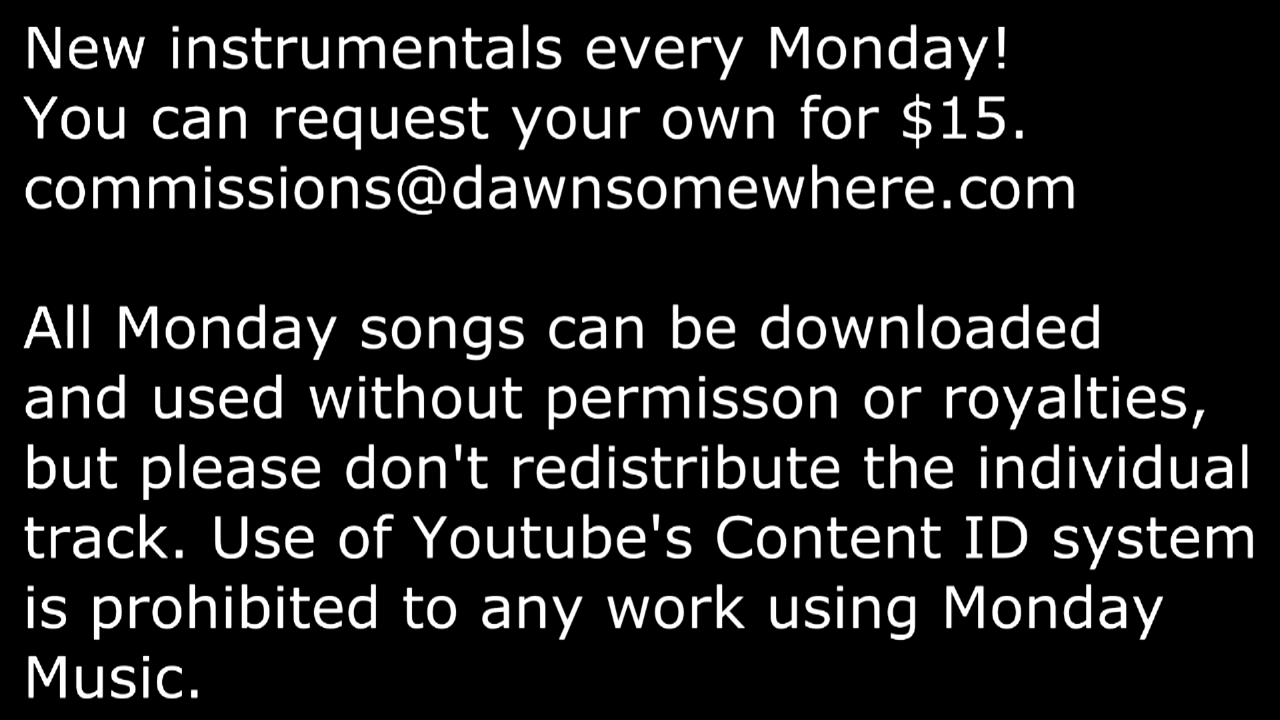 New instrumentals every Monday!
You can request your own for $15.
commissions@dawnsomewhere.com
All Monday songs can be downloaded
and used without permisson or royalties,
but please don't redistribute the individual
track. Use of Youtube's Content ID system
is prohibited to any work using Monday
Music.